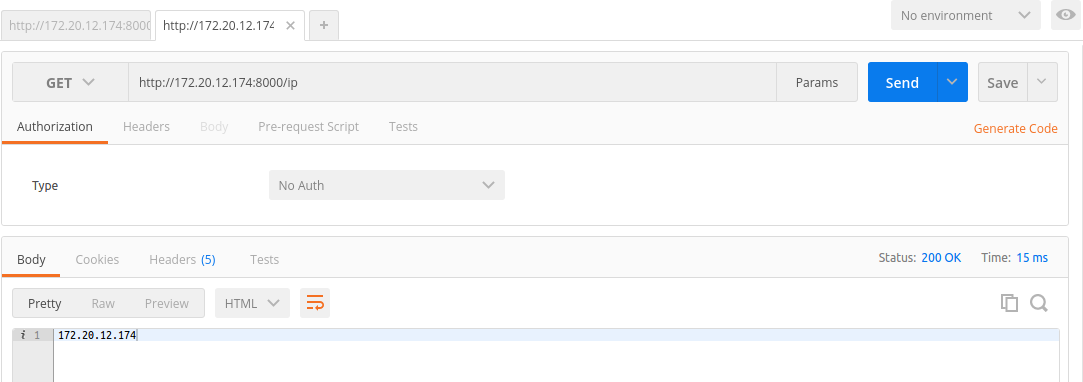 http://172.20.12.174:8000
http://172.20.12.174
No environment
GET
http://172.20.12.174:8000/ip
Params
Send
Save
Authorization
Headers
Body
Pre-request Script
Tests
Generate Code
Type
No Auth
Body
Cookies
Headers (5)
Tests
Status: 200 OK
Time: 15 ms
Pretty
Raw
Preview
HTML
i 1
172.20.12.174